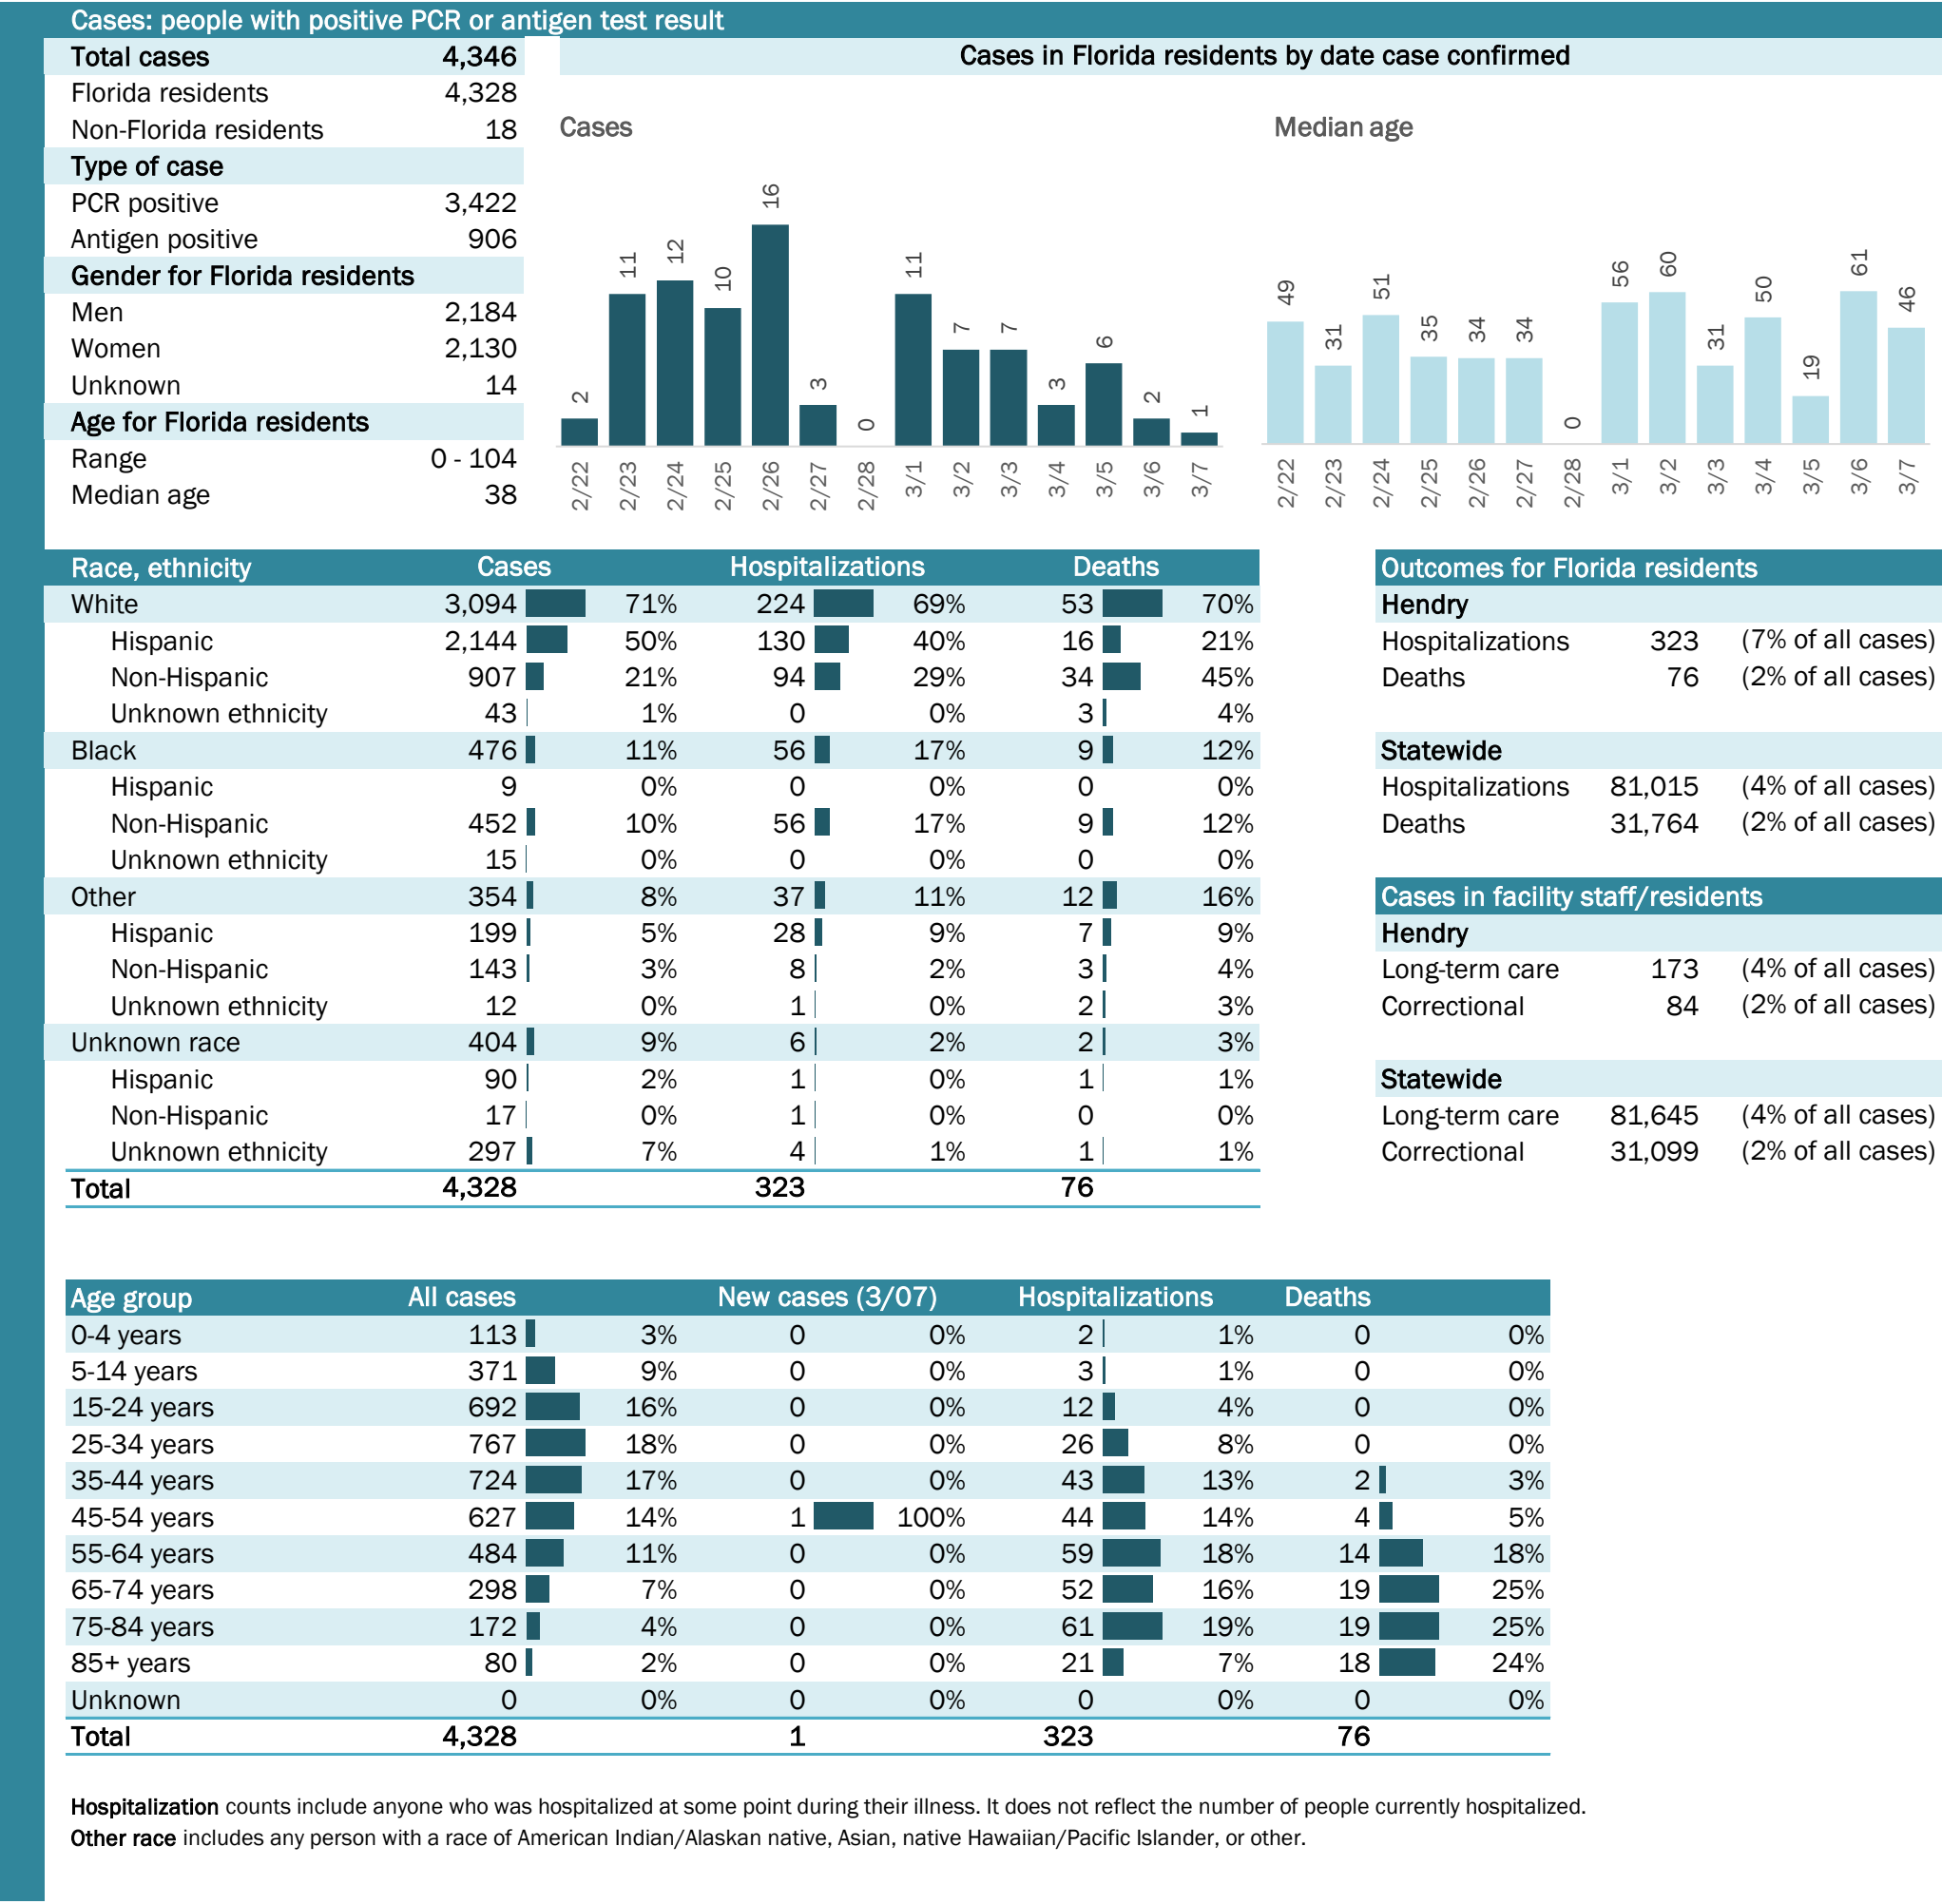 Cases: people with positive PCR or antigen test result
Total cases 4,346
Florida residents 4,328
Non-Florida residents 18
Type of case
PCR positive 3,422
Antigen positive 906
Gender for Florida residents
Men 2,184
Women 2,130
Unknown 14
Age for Florida residents
Range 0 - 104
Median age 38
Cases in Florida residents by date case confirmed
Cases
2 11 12 10 16 3 0 11 7 7 3 6 2 1
2/22 2/23 2/24 2/25 2/26 2/27 2/28 3/1 3/2 3/3 3/4 3/5 3/6 3/7
Median age
49 31 51 35 34 34 0 56 60 31 50 19 61 46
2/22 2/23 2/24 2/25 2/26 2/27 2/28 3/1 3/2 3/3 3/4 3/5 3/6 3/7
Race, ethnicity Cases Hospitalizations Deaths
White 3,094 71% 224 69% 53 70%
Hispanic 2,144 50% 130 40% 16 21%
Non-Hispanic 907 21% 94 29% 34 45%
Unknown ethnicity 43 1% 0 0% 3 4%
Black 476 11% 56 17% 9 12%
Hispanic 9 0% 0 0% 0 0%
Non-Hispanic 452 10% 56 17% 9 12%
Unknown ethnicity 15 0% 0 0% 0 0%
Other 354 8% 37 11% 12 16%
Hispanic 199 5% 28 9% 7 9%
Non-Hispanic 143 3% 8 2% 3 4%
Unknown ethnicity 12 0% 1 0% 2 3%
Unknown race 404 9% 6 2% 2 3%
Hispanic 90 2% 1 0% 1 1%
Non-Hispanic 17 0% 1 0% 0 0%
Unknown ethnicity 297 7% 4 1% 1 1%
Total 4,328 323 76
Outcomes for Florida residents
Hendry
Hospitalizations 323 (7% of all cases)
Deaths 76 (2% of all cases)
Statewide
Hospitalizations 81,015 (4% of all cases)
Deaths 31,764 (2% of all cases)
Cases in facility staff/residents
Hendry
Long-term care 173 (4% of all cases)
Correctional 84 (2% of all cases)
Statewide
Long-term care 81,645 (4% of all cases)
Correctional 31,099 (2% of all cases)
Age group All cases New cases (3/07) Hospitalizations Deaths
0-4 years 113 3% 0 0% 2 1% 0 0%
5-14 years 371 9% 0 0% 3 1% 0 0%
15-24 years 692 16% 0 0% 12 4% 0 0%
25-34 years 767 18% 0 0% 26 8% 0 0%
35-44 years 724 17% 0 0% 43 13% 2 3%
45-54 years 627 14% 1 100% 44 14% 4 5%
55-64 years 484 11% 0 0% 59 18% 14 18%
65-74 years 298 7% 0 0% 52 16% 19 25%
75-84 years 172 4% 0 0% 61 19% 19 25%
85+ years 80 2% 0 0% 21 7% 18 24%
Unknown 0 0% 0 0% 0 0% 0 0%
Total 4,328 1 323 76
Hospitalization counts include anyone who was hospitalized at some point during their illness. It does not reflect the number of people currently hospitalized.
Other race includes any person with a race of American Indian/Alaskan native, Asian, native Hawaiian/Pacific Islander, or other.